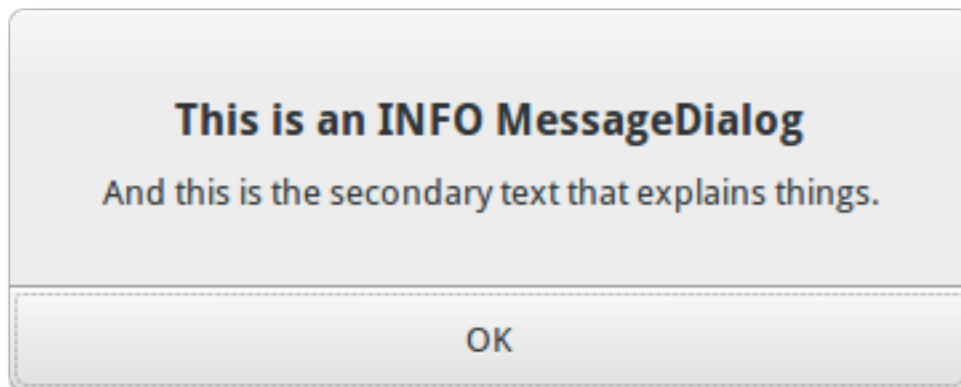 This is an INFO MessageDialog
And this is the secondary text that explains things.
OK